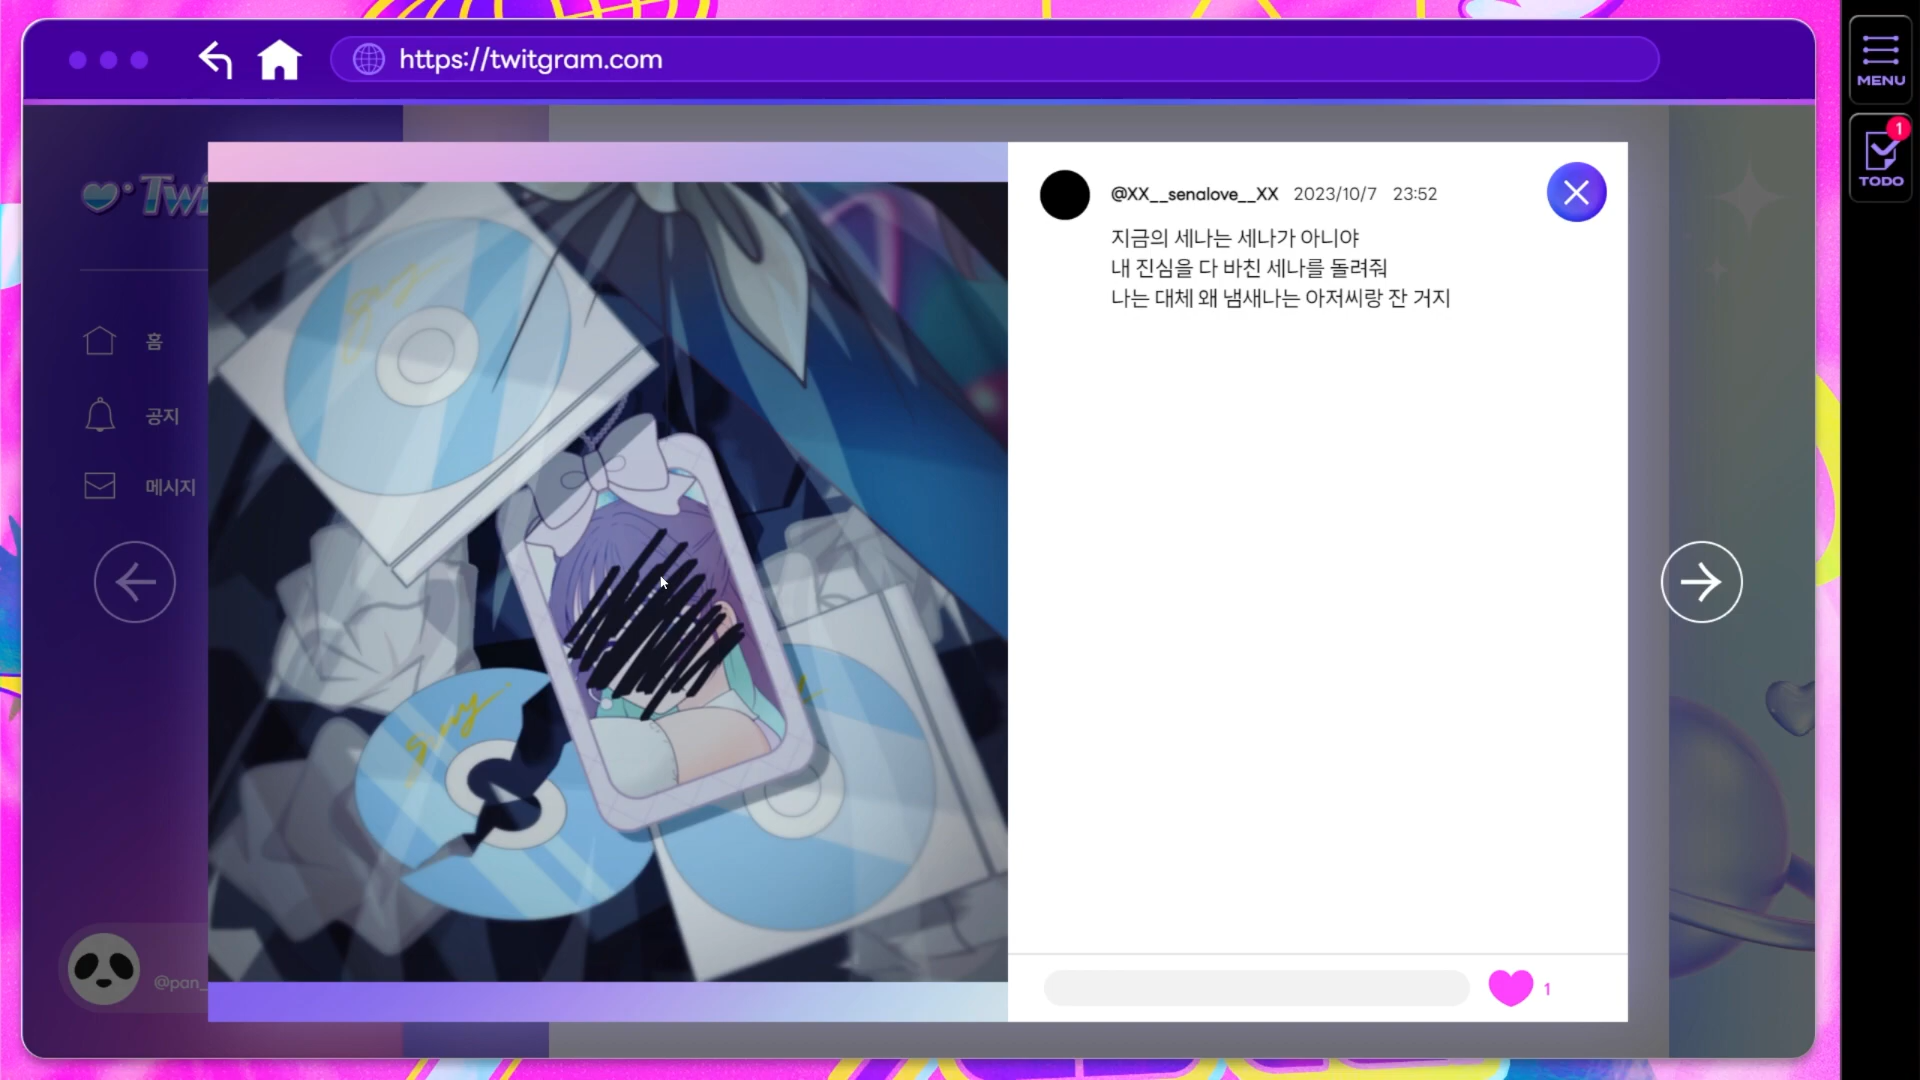 https://twitgram.com
MENU
1
TODO
Twi
홈
공지
메시지
@pan_
@XX__senalove__XX 2023/10/7 23:52
지금의 세나는 세나가 아니야
내 진심을 다 바친 세나를 돌려줘
나는 대체 왜 냄새나는 아저씨랑 잔 거지
1